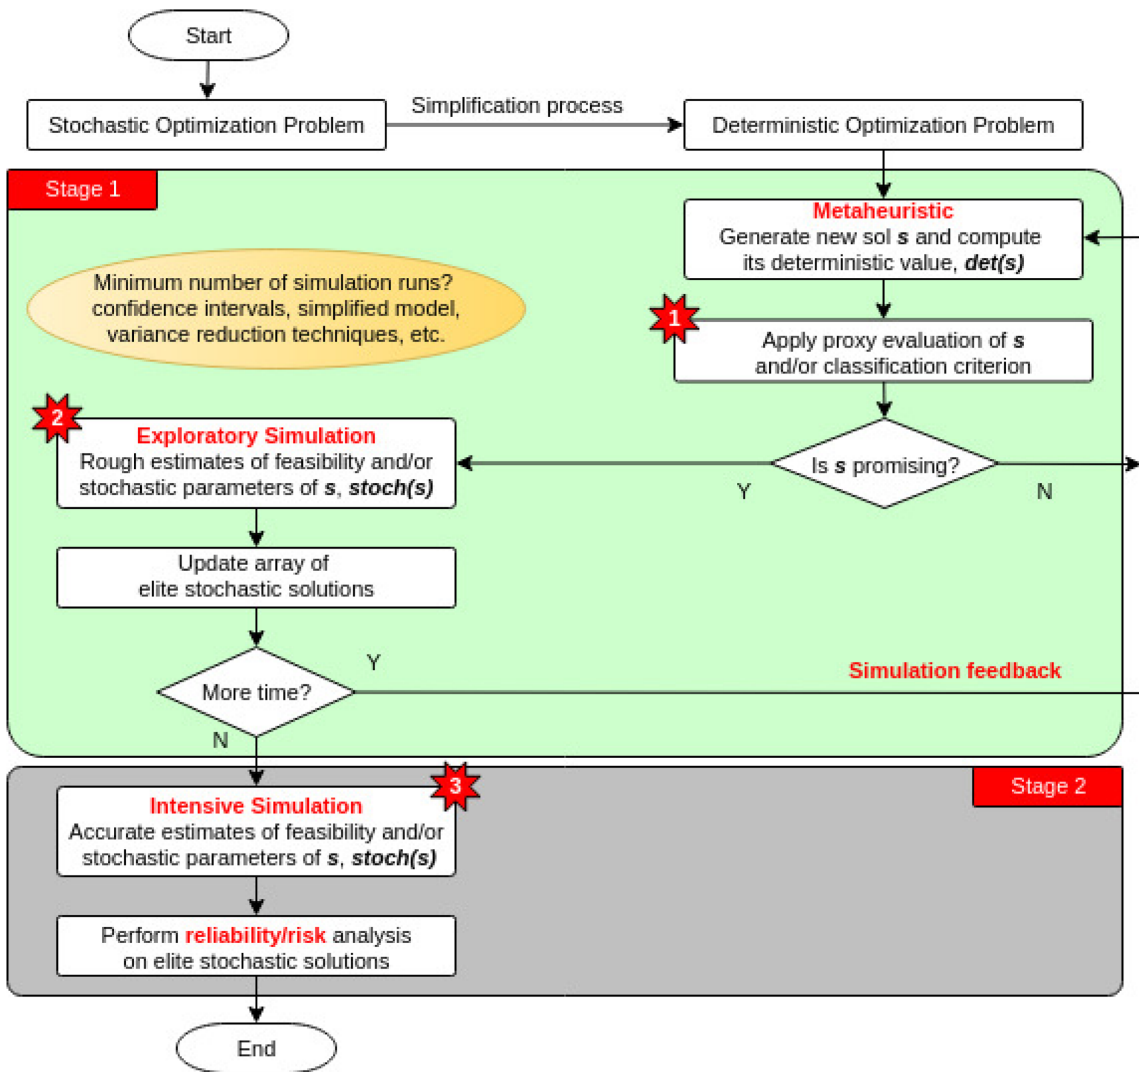 Start
Stochastic Optimization Problem
Simplification process
Deterministic Optimization Problem
Stage 1
Metaheuristic
Generate new sol s and compute
its deterministic value, det(s)
Minimum number of simulation runs?
confidence intervals, simplified model,
variance reduction techniques, etc.
1
Apply proxy evaluation of s
and/or classification criterion
2
Exploratory Simulation
Rough estimates of feasibility and/or
stochastic parameters of s, stoch(s)
Is s promising?
Y
N
Update array of
elite stochastic solutions
More time?
Y
Simulation feedback
N
3
Stage 2
Intensive Simulation
Accurate estimates of feasibility and/or
stochastic parameters of s, stoch(s)
Perform reliability/risk analysis
on elite stochastic solutions
End